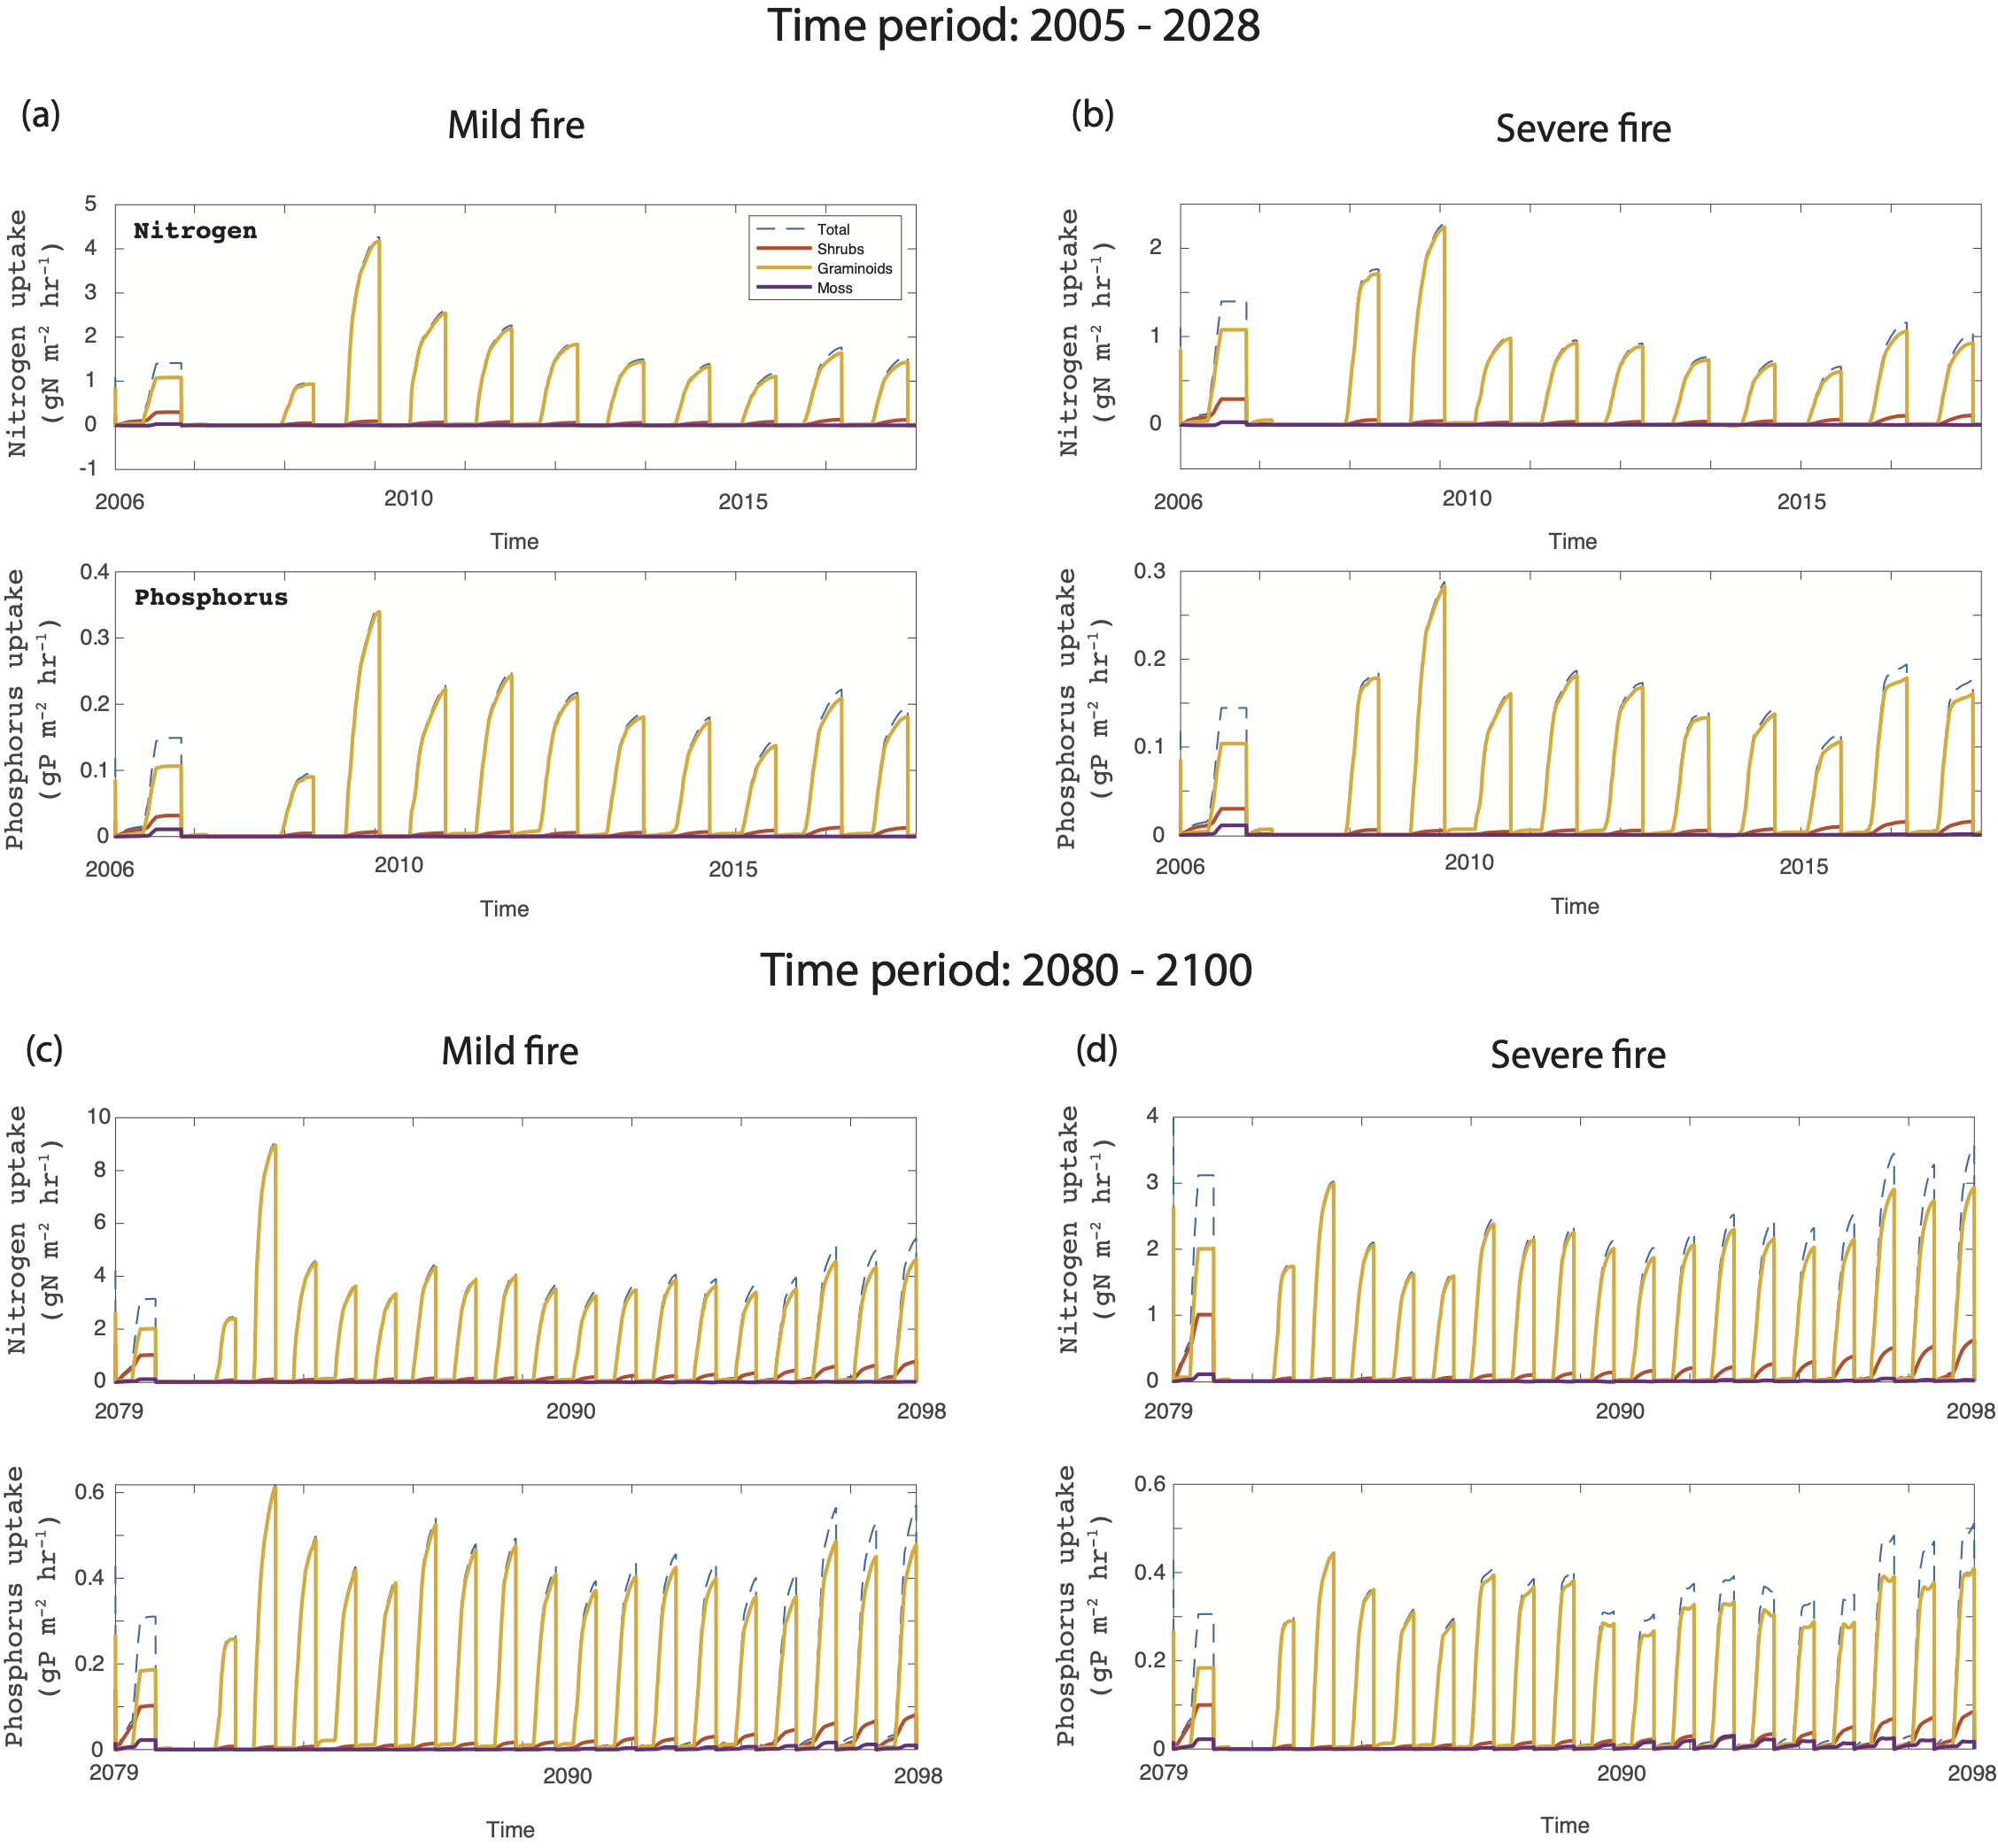 Time period: 2005 - 2028
(a)
Mild fire
(b)
Severe fire
Nitrogen uptake
(gN m⁻² hr⁻¹)
5
4
3
2
1
0
-1
Nitrogen
Total
Shrubs
Graminoids
Moss
2006
2010
2015
Time
Nitrogen uptake
(gN m⁻² hr⁻¹)
2
1
0
2006
2010
2015
Time
Phosphorus uptake
(gP m⁻² hr⁻¹)
0.4
0.3
0.2
0.1
0
Phosphorus
2006
2010
2015
Time
Phosphorus uptake
(gP m⁻² hr⁻¹)
0.3
0.2
0.1
0
2006
2010
2015
Time
Time period: 2080 - 2100
(c)
Mild fire
(d)
Severe fire
Nitrogen uptake
(gN m⁻² hr⁻¹)
10
8
6
4
2
0
2079
2090
2098
Nitrogen uptake
(gN m⁻² hr⁻¹)
4
3
2
1
0
2079
2090
2098
Phosphorus uptake
(gP m⁻² hr⁻¹)
0.6
0.4
0.2
0
2079
2090
2098
Time
Phosphorus uptake
(gP m⁻² hr⁻¹)
0.6
0.4
0.2
0
2079
2090
2098
Time